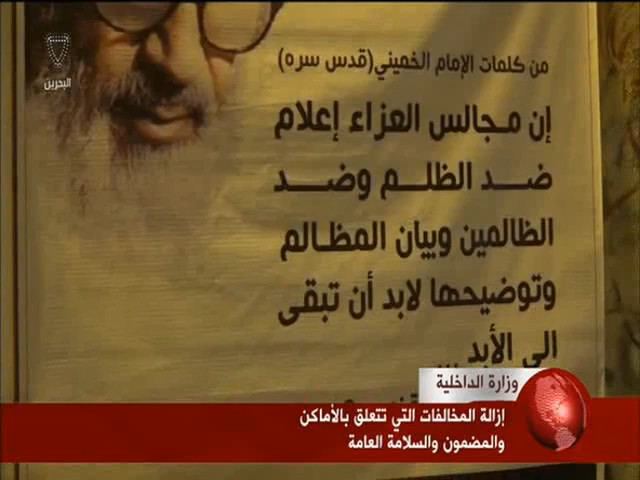 البحرين
من كلمات الإمام الخميني(قدس سره)
إن مجالس العزاء إعلام
ضد الظلم وضد
الظالمين وبيان المظالم
وتوضيحها لابد أن تبقى
الى الأبد
وزارة الداخلية
إزالة المخالفات التي تتعلق بالأماكن
والمضمون والسلامة العامة